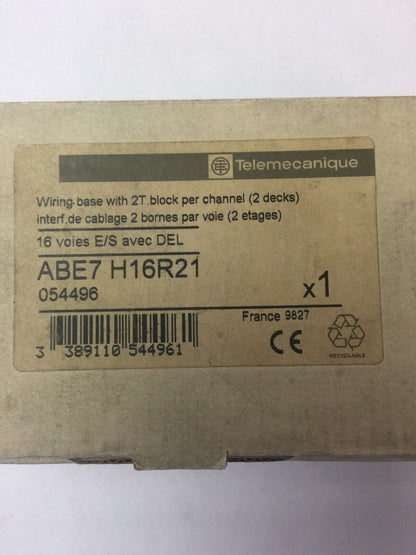 Telemecanique
Wiring base with 2T.block per channel (2 decks)
interf.de cablage 2 bornes par voie (2 etages)
16 voies E/S avec DEL
ABE7 H16R21
054496
x1
France 9827
3 389110 544961
CE
RECYCLABLE